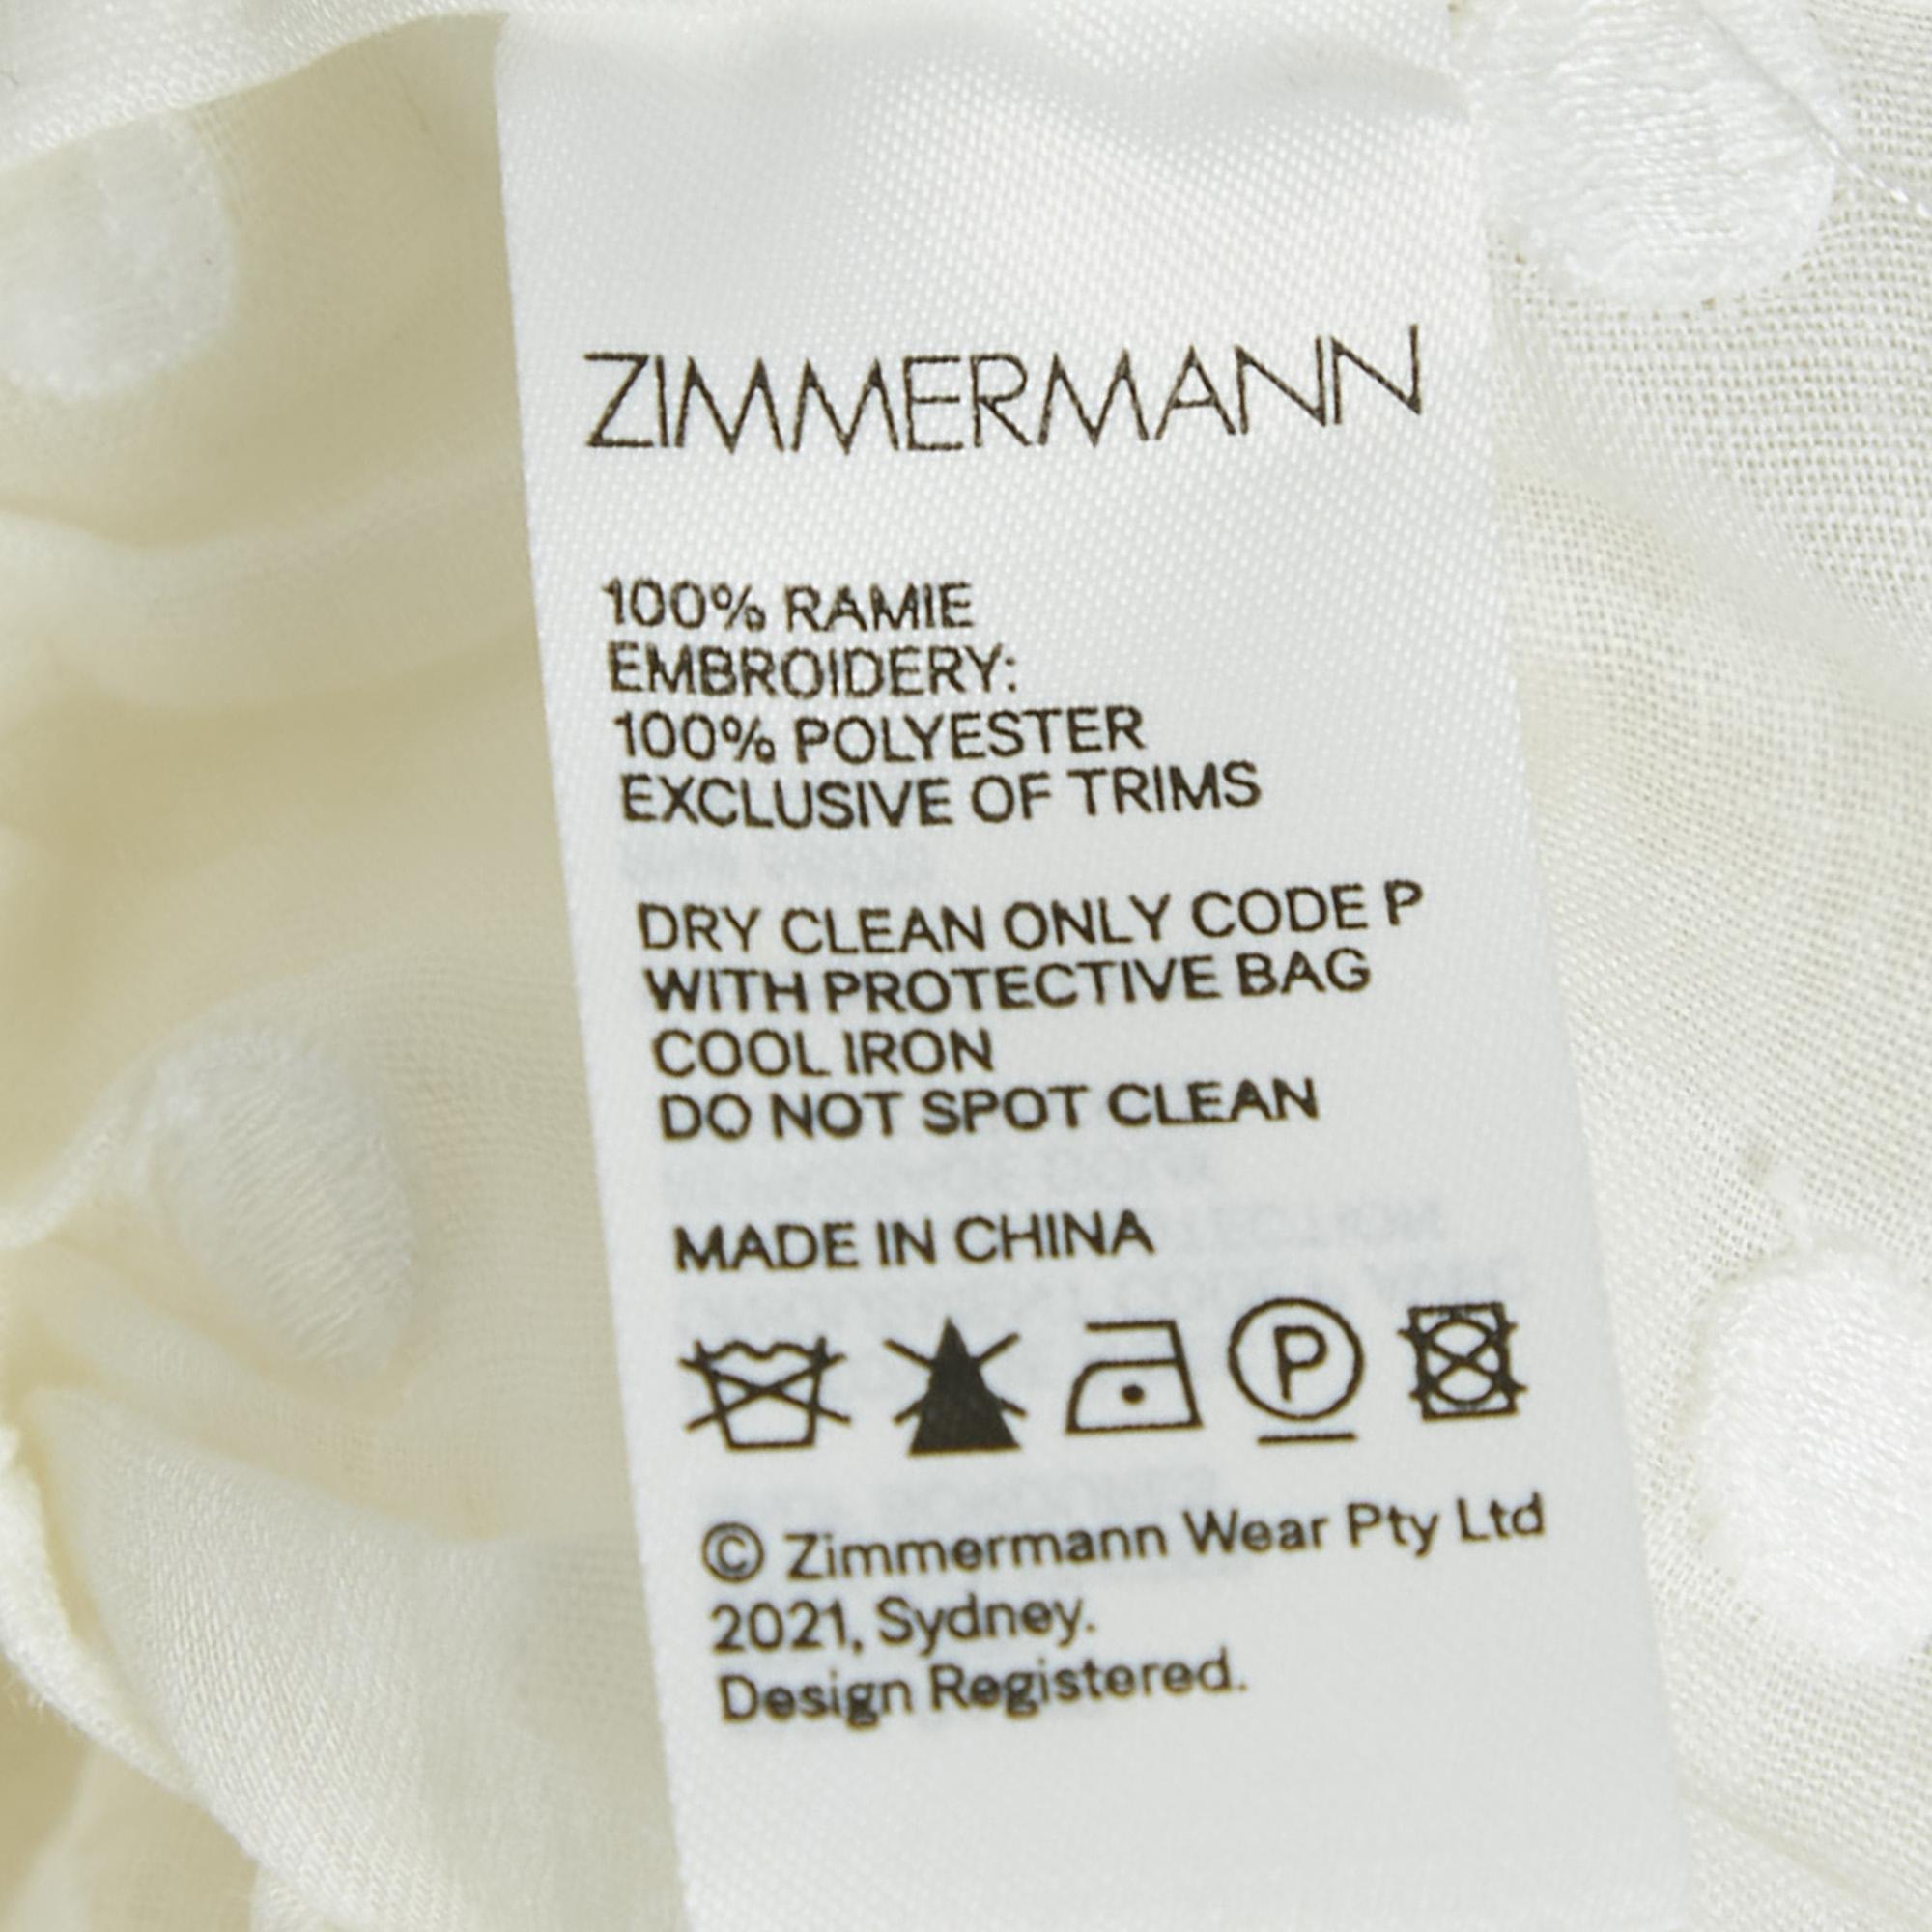 ZIMMERMANN
100% RAMIE
EMBROIDERY:
100% POLYESTER
EXCLUSIVE OF TRIMS
DRY CLEAN ONLY CODE P
WITH PROTECTIVE BAG
COOL IRON
DO NOT SPOT CLEAN
MADE IN CHINA
P
© Zimmermann Wear Pty Ltd
2021, Sydney.
Design Registered.